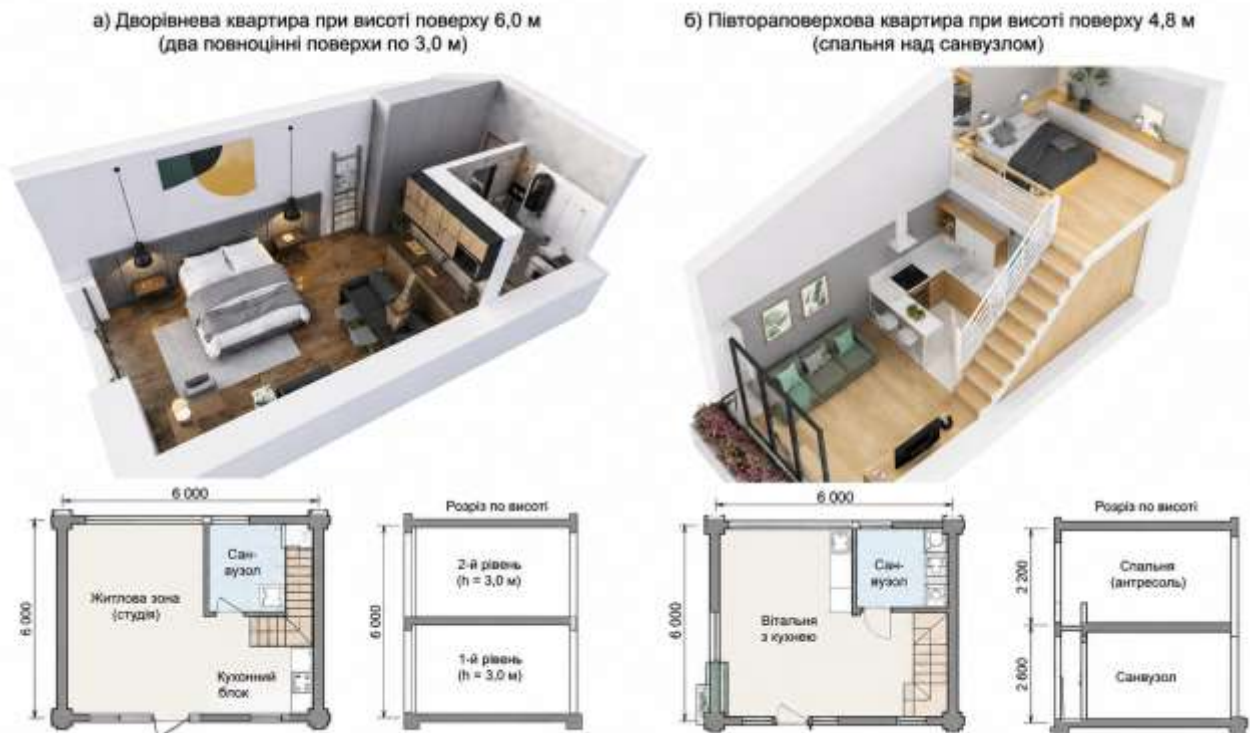 а) Дворівнева квартира при висоті поверху 6,0 м
(два повноцінні поверхи по 3,0 м)
б) Півтораповерхова квартира при висоті поверху 4,8 м
(спальня над санвузлом)
6 000
6 000
Сан-
вузол
Житлова зона
(студія)
Кухонний
блок
Розріз по висоті
6 000
2-й рівень
(h = 3,0 м)
1-й рівень
(h = 3,0 м)
6 000
6 000
Сан-
вузол
Вітальня
з кухнею
Розріз по висоті
2 200
2 600
Спальня
(антресоль)
Санвузол